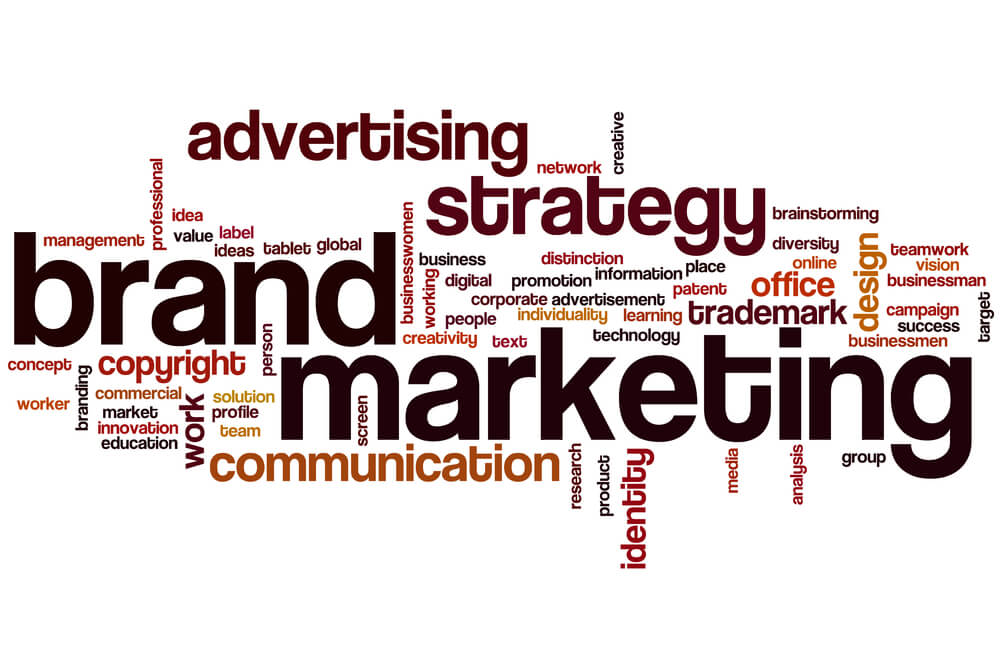 advertising
creative
network
professional
strategy
idea
businesswomen
brainstorming
management
value
label
ideas
tablet
global
brand
business
distinction
information
place
diversity
online
design
teamwork
vision
businessman
working
digital
promotion
patent
office
corporate
advertisement
trademark
people
individuality
learning
campaign
success
target
person
creativity
text
technology
businessmen
concept
copyright
marketing
branding
commercial
solution
worker
market
work
profile
screen
innovation
team
education
communication
research
product
identity
media
analysis
group